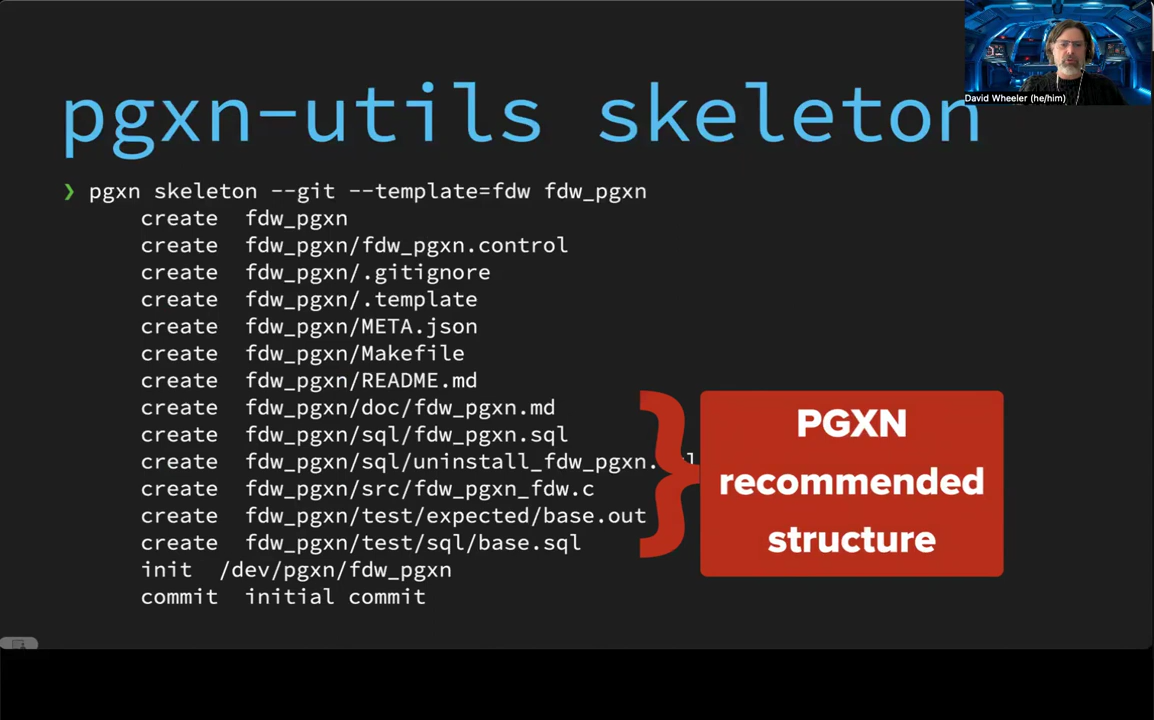 pgxn-utils skeleton
David Wheeler (he/him)
❯ pgxn skeleton --git --template=fdw fdw_pgxn
create fdw_pgxn
create fdw_pgxn/fdw_pgxn.control
create fdw_pgxn/.gitignore
create fdw_pgxn/.template
create fdw_pgxn/META.json
create fdw_pgxn/Makefile
create fdw_pgxn/README.md
create fdw_pgxn/doc/fdw_pgxn.md
create fdw_pgxn/sql/fdw_pgxn.sql
create fdw_pgxn/sql/uninstall_fdw_pgxn.
create fdw_pgxn/src/fdw_pgxn_fdw.c
create fdw_pgxn/test/expected/base.out
create fdw_pgxn/test/sql/base.sql
init /dev/pgxn/fdw_pgxn
commit initial commit
PGXN
recommended
structure